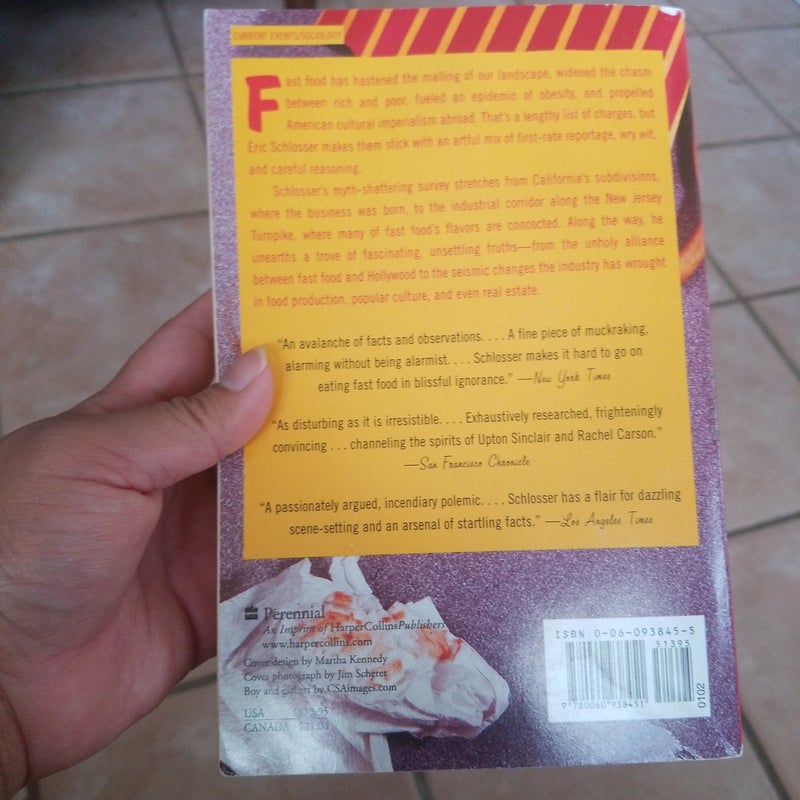 CURRENT EVENTS/SOCIOLOGY
Fast food has hastened the malling of our landscape, widened the chasm
between rich and poor, fueled an epidemic of obesity, and propelled
American cultural imperialism abroad. That's a lengthy list of charges, but
Eric Schlosser makes them stick with an artful mix of first-rate reportage, wry wit,
and careful reasoning.
Schlosser's myth-shattering survey stretches from California's subdivisions,
where the business was born, to the industrial corridor along the New Jersey
Turnpike, where many of fast food's flavors are concocted. Along the way, he
unearths a trove of fascinating, unsettling truths—from the unholy alliance
between fast food and Hollywood to the seismic changes the industry has wrought
in food production, popular culture, and even real estate.
"An avalanche of facts and observations. . . . A fine piece of muckraking,
alarming without being alarmist. . . . Schlosser makes it hard to go on
eating fast food in blissful ignorance." —New York Times
"As disturbing as it is irresistible. . . . Exhaustively researched, frighteningly
convincing . . . channeling the spirits of Upton Sinclair and Rachel Carson."
—San Francisco Chronicle
"A passionately argued, incendiary polemic. . . . Schlosser has a flair for dazzling
scene-setting and an arsenal of startling facts." —Los Angeles Times
Perennial
An Imprint of HarperCollinsPublishers
www.harpercollins.com
Cover design by Martha Kennedy
Cover photograph by Jim Scherer
Boy and girl art by CSAimages.com
USA $13.95
CANADA $21.00
ISBN 0-06-093845-5
51395
9 780060 938451
0102